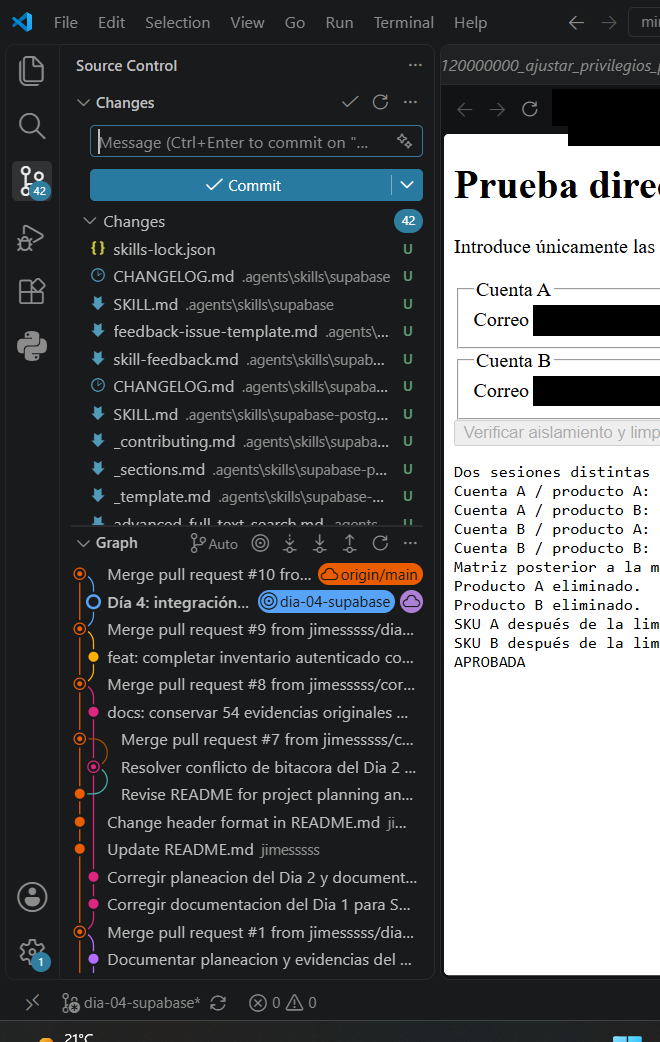 File Edit Selection View Go Run Terminal Help
Source Control
Changes
Message (Ctrl+Enter to commit on "...
Commit
Changes 42
skills-lock.json U
CHANGELOG.md .agents\skills\supabase U
SKILL.md .agents\skills\supabase U
feedback-issue-template.md .agents\... U
skill-feedback.md .agents\skills\supab... U
CHANGELOG.md .agents\skills\supaba... U
SKILL.md .agents\skills\supabase-postg... U
_contributing.md .agents\skills\supaba... U
_sections.md .agents\skills\supabase-p... U
_template.md .agents\skills\supabase-... U
advanced_full_text_search.md .agents U
Graph Auto
Merge pull request #10 fro... origin/main
Día 4: integración... dia-04-supabase
Merge pull request #9 from jimesssss/dia...
feat: completar inventario autenticado co...
Merge pull request #8 from jimesssss/cor...
docs: conservar 54 evidencias originales ...
Merge pull request #7 from jimesssss/c...
Resolver conflicto de bitacora del Dia 2 ...
Revise README for project planning an...
Change header format in README.md ji...
Update README.md jimesssss
Corregir planeacion del Dia 2 y document...
Corregir documentacion del Dia 1 para S...
Merge pull request #1 from jimesssss/dia...
Documentar planeacion y evidencias del ...
42
1
dia-04-supabase* 0 0
21°C
120000000_ajustar_privilegios_
Prueba direc
Introduce únicamente las
Cuenta A
Correo
Cuenta B
Correo
Verificar aislamiento y limp
Dos sesiones distintas
Cuenta A / producto A:
Cuenta A / producto B:
Cuenta B / producto A:
Cuenta B / producto B:
Matriz posterior a la m
Producto A eliminado.
Producto B eliminado.
SKU A después de la lim
SKU B después de la lim
APROBADA